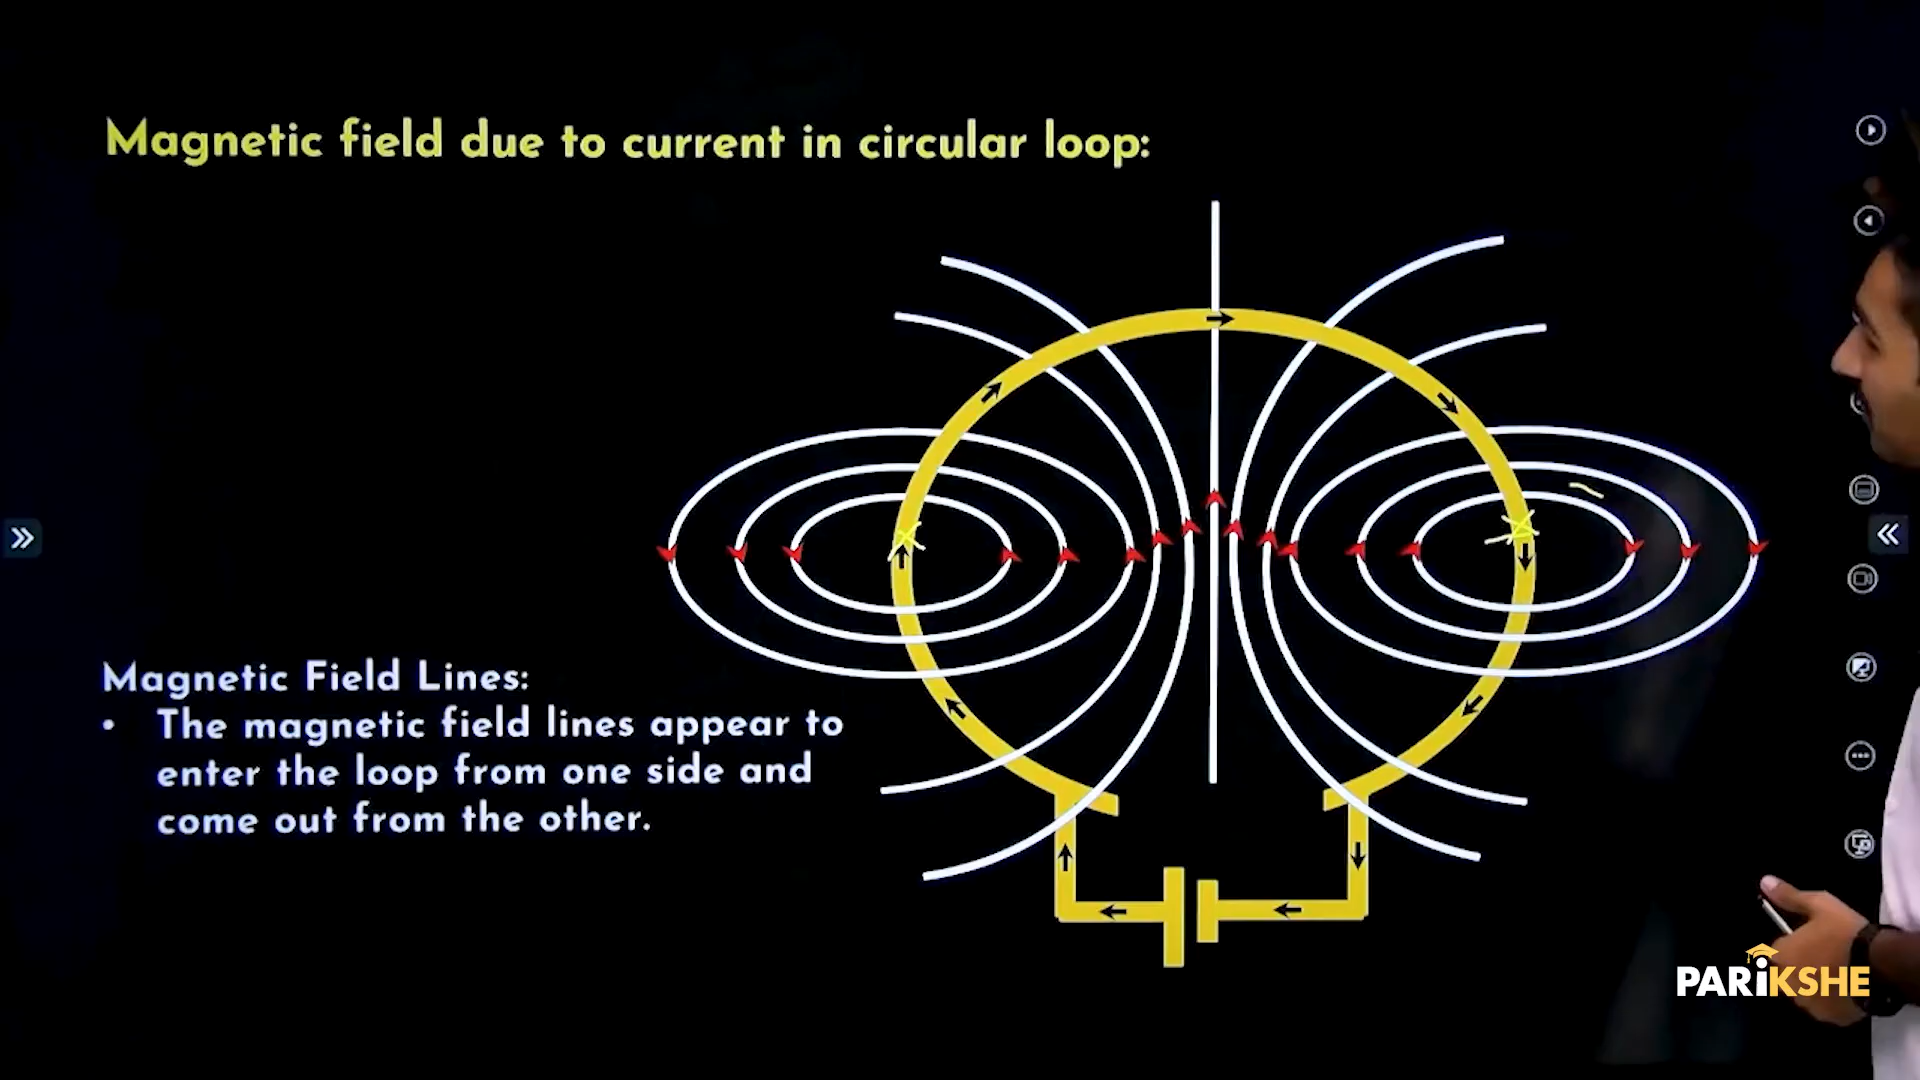 Magnetic field due to current in circular loop:
Magnetic Field Lines:
• The magnetic field lines appear to
enter the loop from one side and
come out from the other.
PARiKSHE